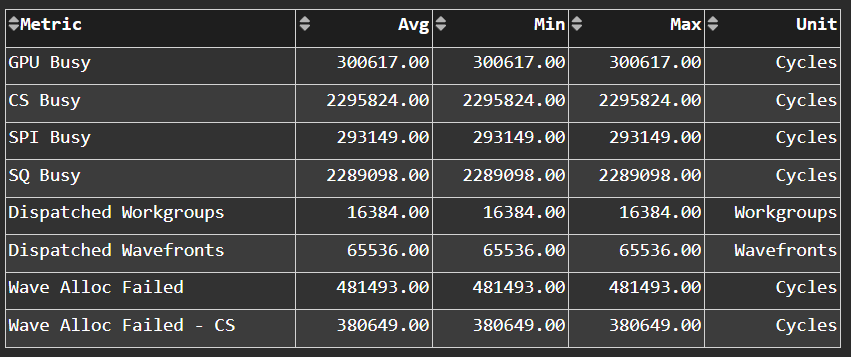 Metric Avg Min Max Unit
GPU Busy 300617.00 300617.00 300617.00 Cycles
CS Busy 2295824.00 2295824.00 2295824.00 Cycles
SPI Busy 293149.00 293149.00 293149.00 Cycles
SQ Busy 2289098.00 2289098.00 2289098.00 Cycles
Dispatched Workgroups 16384.00 16384.00 16384.00 Workgroups
Dispatched Wavefronts 65536.00 65536.00 65536.00 Wavefronts
Wave Alloc Failed 481493.00 481493.00 481493.00 Cycles
Wave Alloc Failed - CS 380649.00 380649.00 380649.00 Cycles